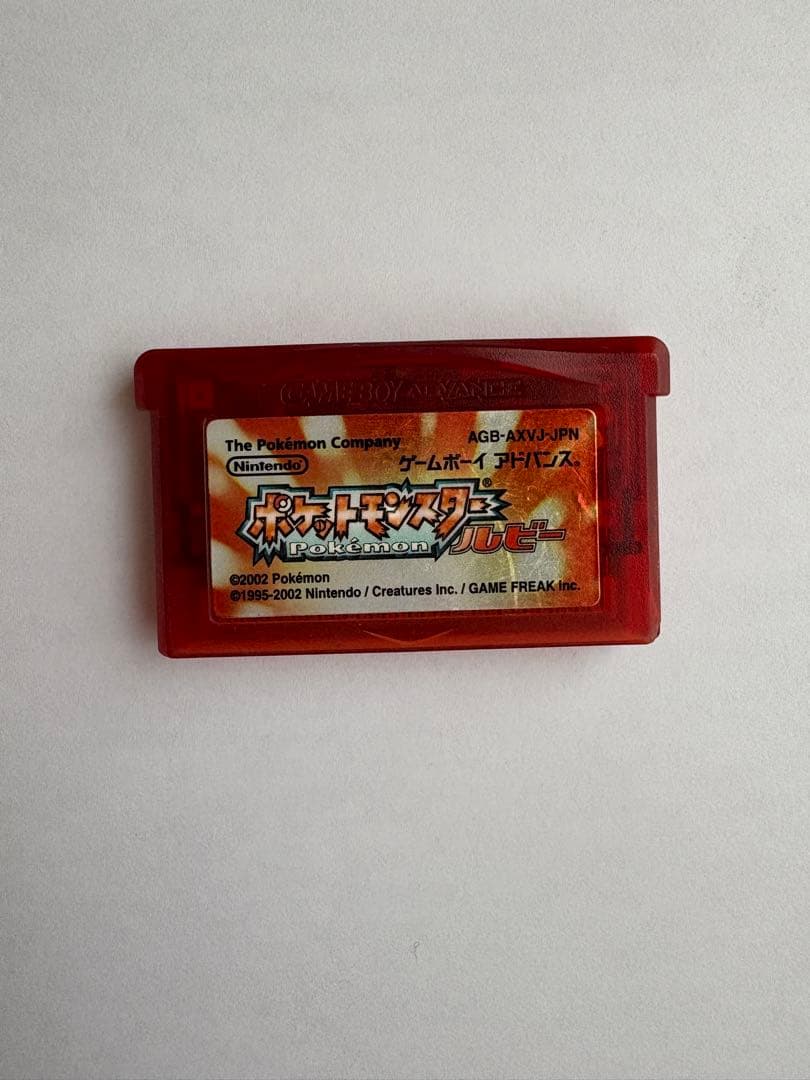 GAME BOY ADVANCE
The Pokémon Company
AGB-AXVJ-JPN
Nintendo
ゲームボーイ アドバンス®
ポケットモンスター®
Pokémon
ルビー
©2002 Pokémon
©1995-2002 Nintendo / Creatures Inc. / GAME FREAK Inc.